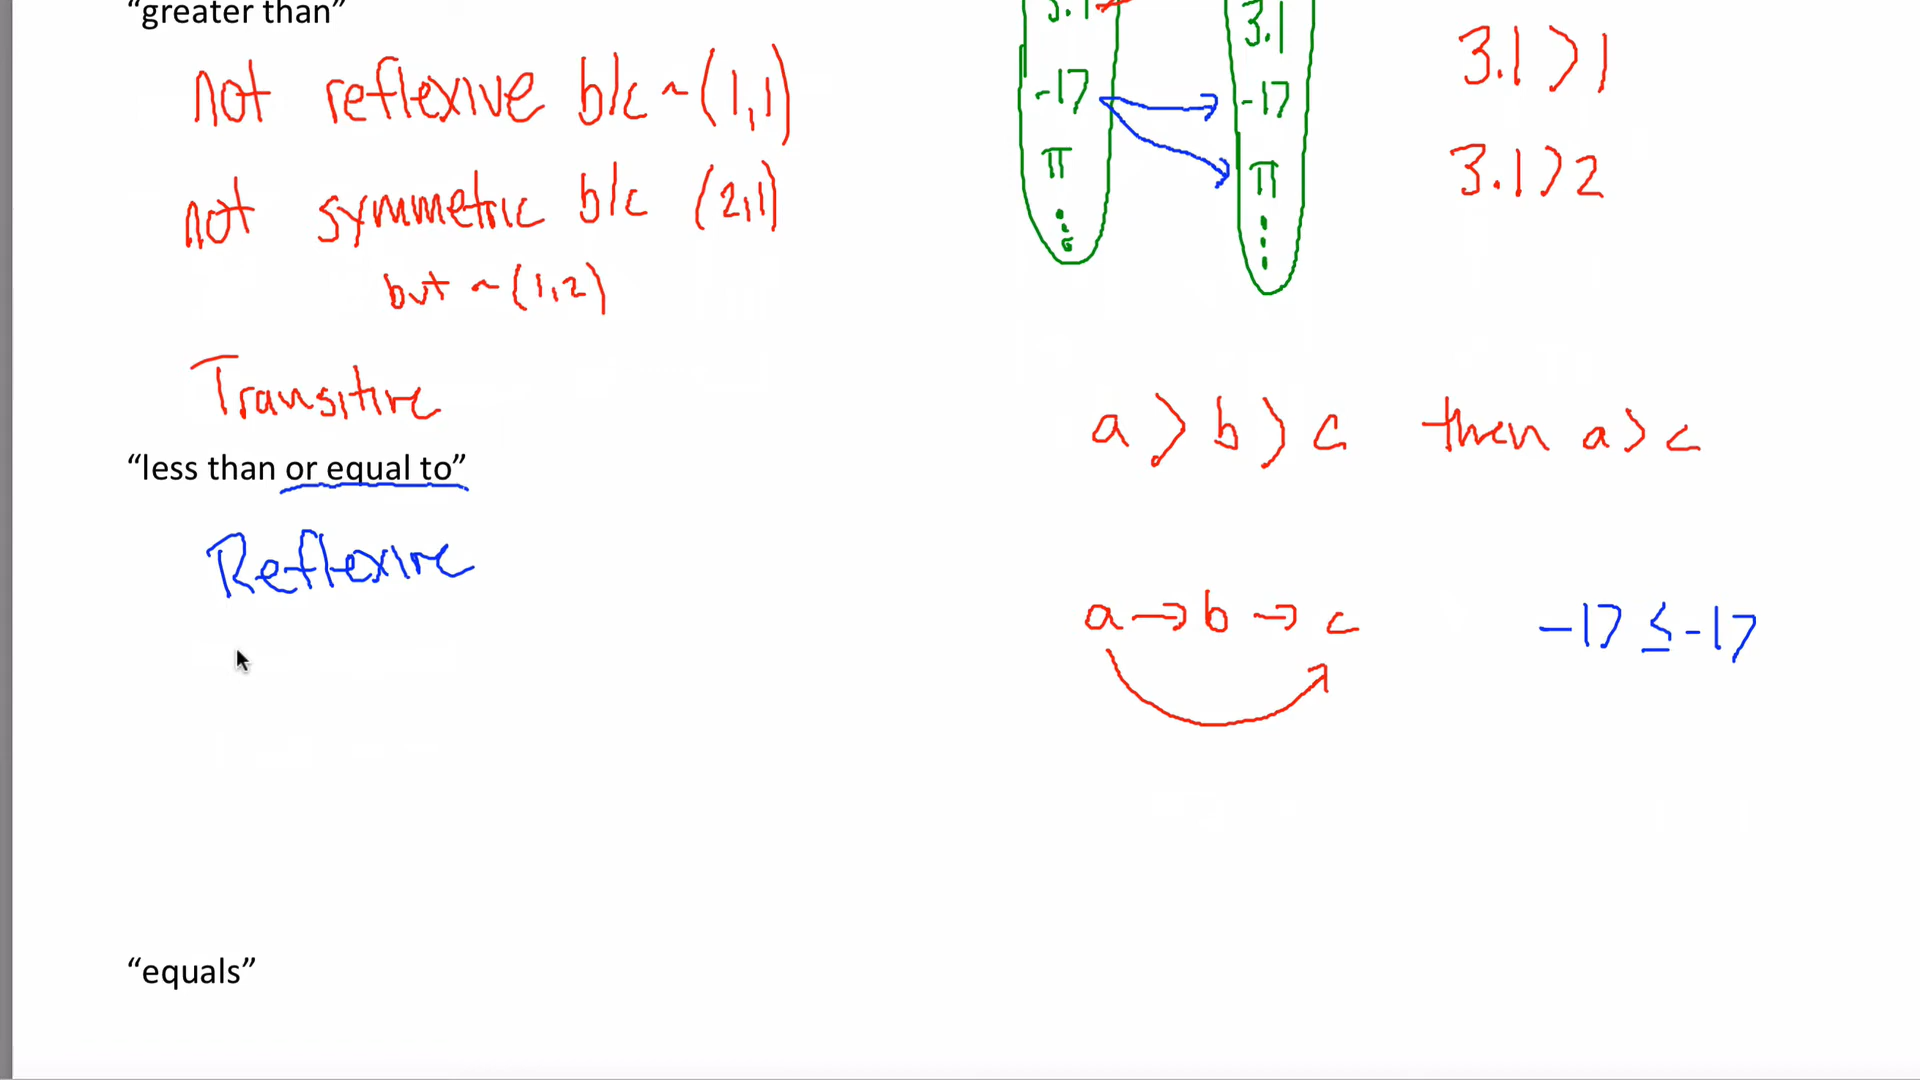 “greater than”
not reflexive b/c ~(1,1)
not symmetric b/c (2,1)
but ~(1,2)
Transitive
“less than or equal to”
Reflexive
“equals”
3.1
-17
π
3.1
-17
π
3.1 > 1
3.1 > 2
a > b > c then a > c
a → b → c
-17 ≤ -17